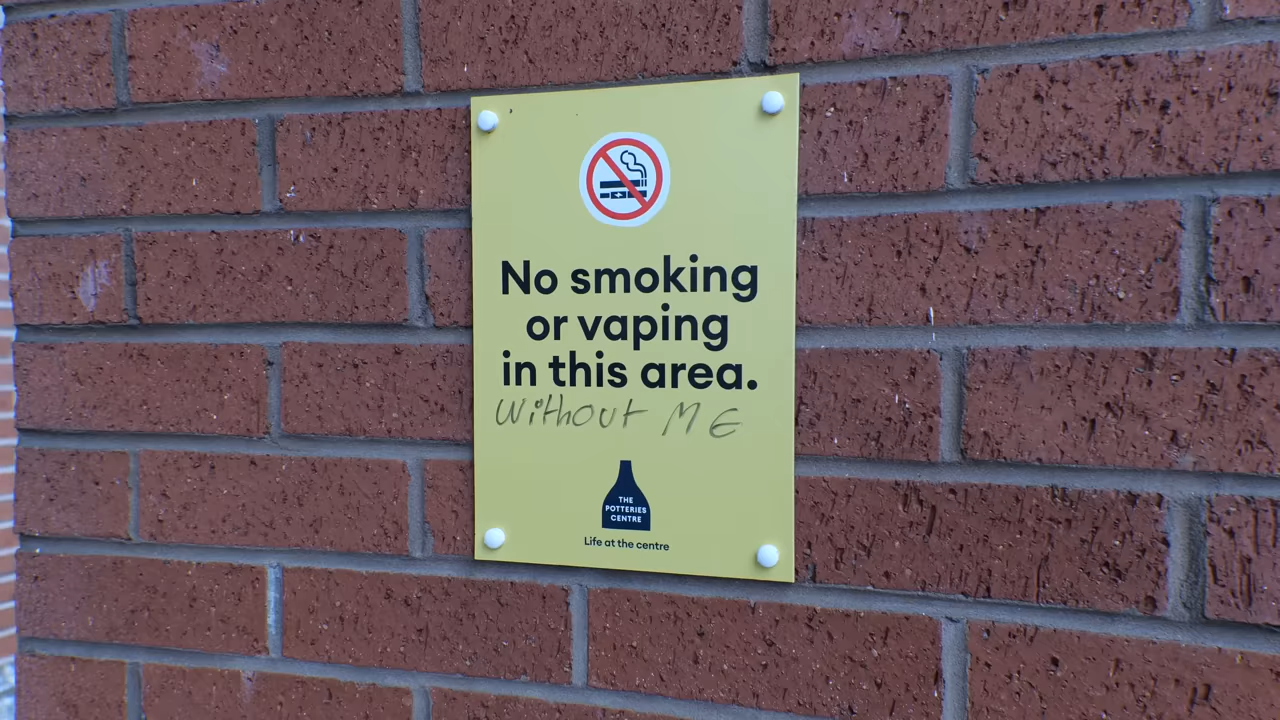 No smoking
or vaping
in this area.
Without ME
THE
POTTERIES
CENTRE
Life at the centre